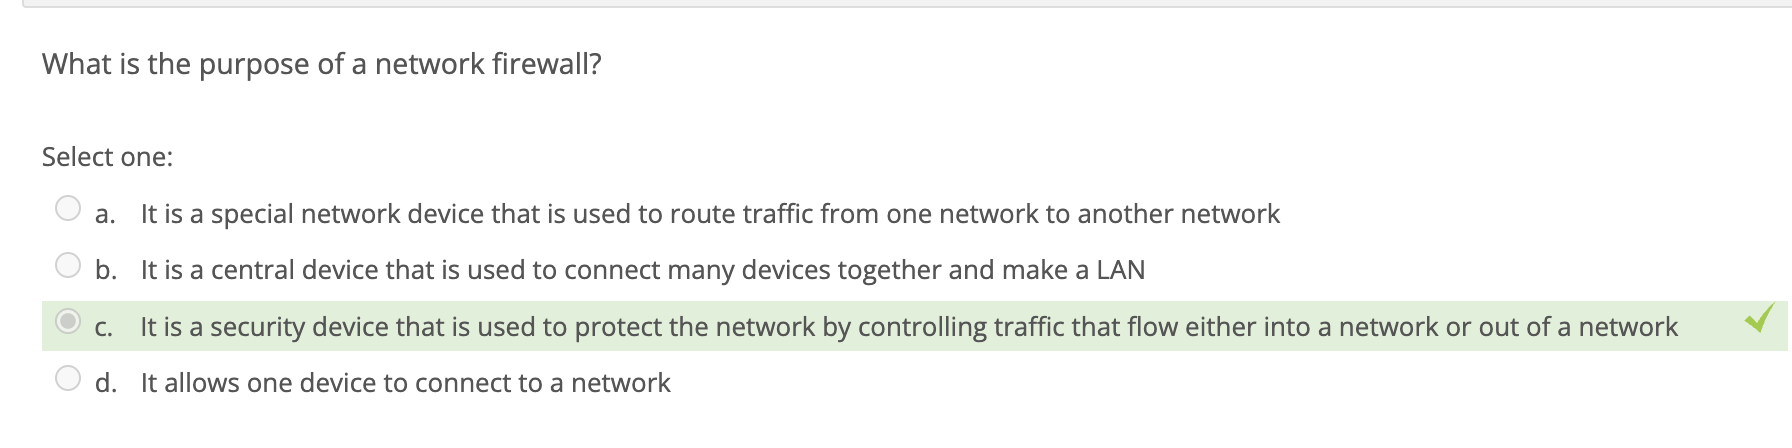 What is the purpose of a network firewall?
Select one:
a. It is a special network device that is used to route traffic from one network to another network
b. It is a central device that is used to connect many devices together and make a LAN
c. It is a security device that is used to protect the network by controlling traffic that flow either into a network or out of a network
d. It allows one device to connect to a network